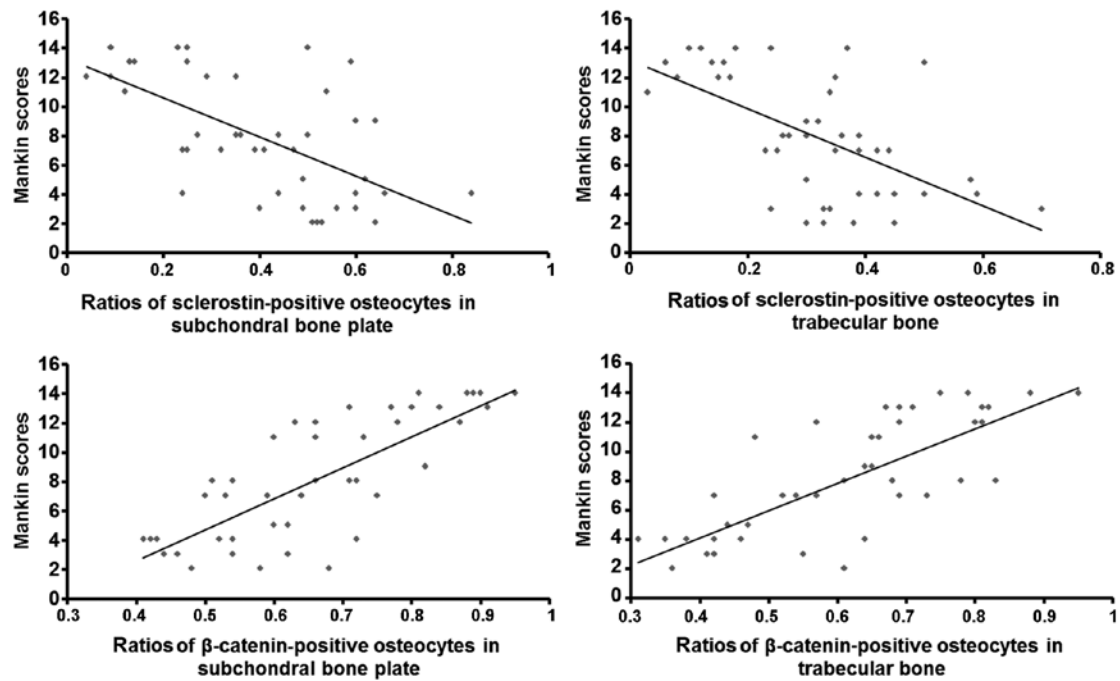 16
14
12
10
8
6
4
2
0
Mankin scores
0 0.2 0.4 0.6 0.8 1
Ratios of sclerostin-positive osteocytes in
subchondral bone plate
16
14
12
10
8
6
4
2
0
Mankin scores
0 0.2 0.4 0.6 0.8
Ratios of sclerostin-positive osteocytes in
trabecular bone
16
14
12
10
8
6
4
2
0
Mankin scores
0.3 0.4 0.5 0.6 0.7 0.8 0.9 1
Ratios of β-catenin-positive osteocytes in
subchondral bone plate
16
14
12
10
8
6
4
2
0
Mankin scores
0.3 0.4 0.5 0.6 0.7 0.8 0.9 1
Ratios of β-catenin-positive osteocytes in
trabecular bone